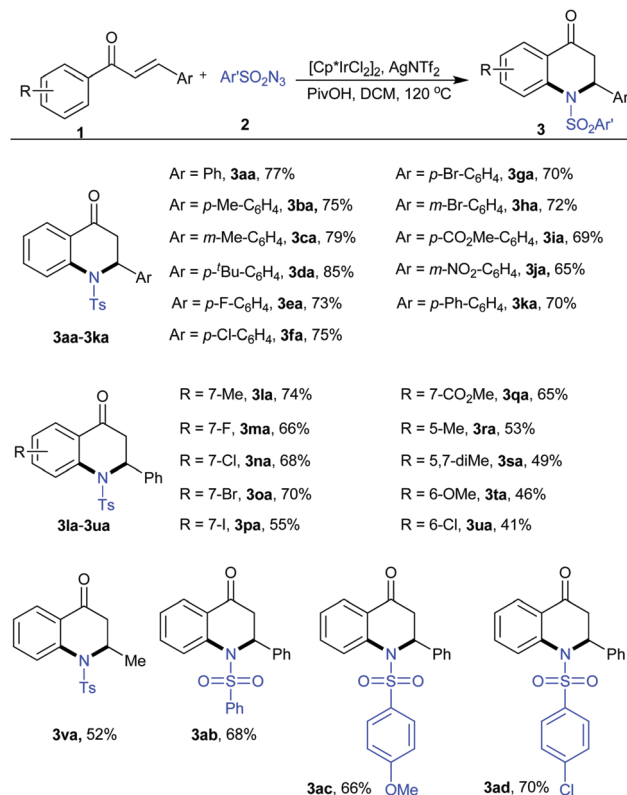 O
R
Ar
+
Ar'SO2N3
[Cp*IrCl2]2, AgNTf2
PivOH, DCM, 120 °C
O
R
N
Ar
SO2Ar'
1
2
3
Ar = Ph, 3aa, 77%
Ar = p-Me-C6H4, 3ba, 75%
Ar = m-Me-C6H4, 3ca, 79%
Ar = p-tBu-C6H4, 3da, 85%
Ar = p-F-C6H4, 3ea, 73%
Ar = p-Cl-C6H4, 3fa, 75%
Ar = p-Br-C6H4, 3ga, 70%
Ar = m-Br-C6H4, 3ha, 72%
Ar = p-CO2Me-C6H4, 3ia, 69%
Ar = m-NO2-C6H4, 3ja, 65%
Ar = p-Ph-C6H4, 3ka, 70%
O
N
Ar
Ts
3aa-3ka
R = 7-Me, 3la, 74%
R = 7-F, 3ma, 66%
R = 7-Cl, 3na, 68%
R = 7-Br, 3oa, 70%
R = 7-I, 3pa, 55%
R = 7-CO2Me, 3qa, 65%
R = 5-Me, 3ra, 53%
R = 5,7-diMe, 3sa, 49%
R = 6-OMe, 3ta, 46%
R = 6-Cl, 3ua, 41%
O
R
N
Ph
Ts
3la-3ua
O
N
Me
Ts
3va, 52%
O
N
Ph
O
S
O
Ph
3ab, 68%
O
N
Ph
O
S
O
OMe
3ac, 66%
O
N
Ph
O
S
O
Cl
3ad, 70%